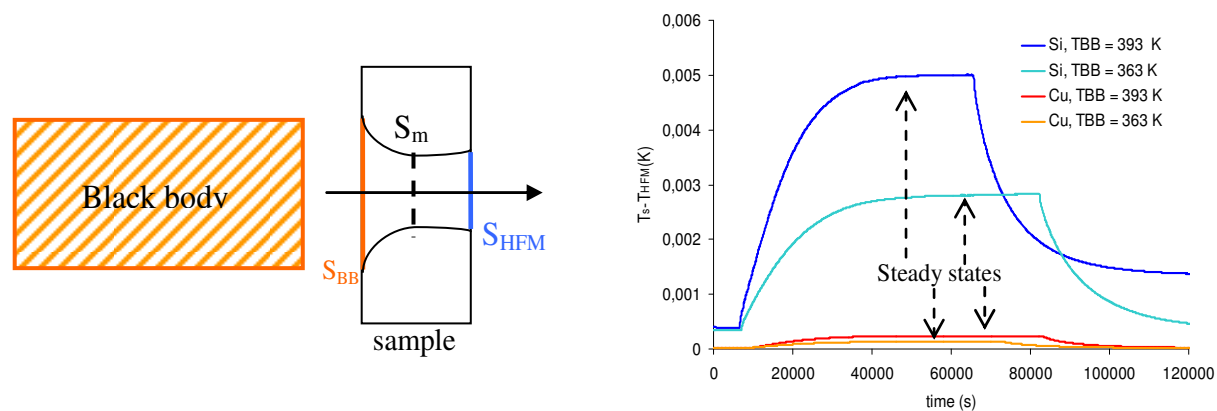 Black body
S_m
S_BB
S_HFM
sample
0,006
0,005
0,004
0,003
0,002
0,001
0
Ts-THFM(K)
Si, TBB = 393 K
Si, TBB = 363 K
Cu, TBB = 393 K
Cu, TBB = 363 K
Steady states
0 20000 40000 60000 80000 100000 120000
time (s)